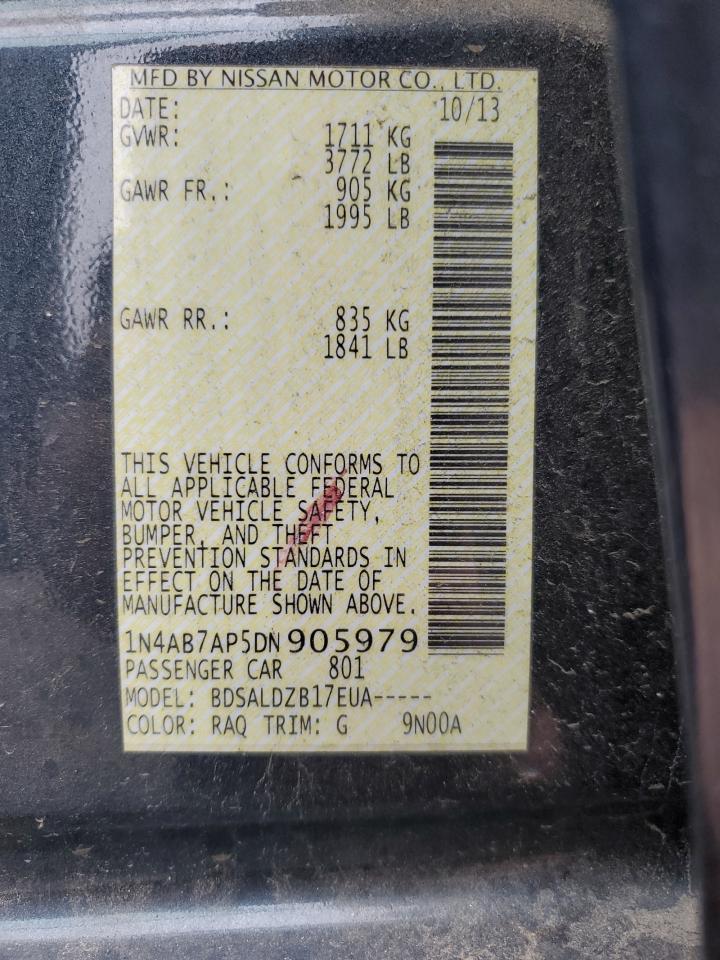 MFD BY NISSAN MOTOR CO., LTD.
DATE: 10/13
GVWR: 1711 KG
3772 LB
GAWR FR.: 905 KG
1995 LB
GAWR RR.: 835 KG
1841 LB
THIS VEHICLE CONFORMS TO
ALL APPLICABLE FEDERAL
MOTOR VEHICLE SAFETY,
BUMPER, AND THEFT
PREVENTION STANDARDS IN
EFFECT ON THE DATE OF
MANUFACTURE SHOWN ABOVE.
1N4AB7AP5DN905979
PASSENGER CAR 801
MODEL: BDSALDZB17EUA-----
COLOR: RAQ TRIM: G 9N00A